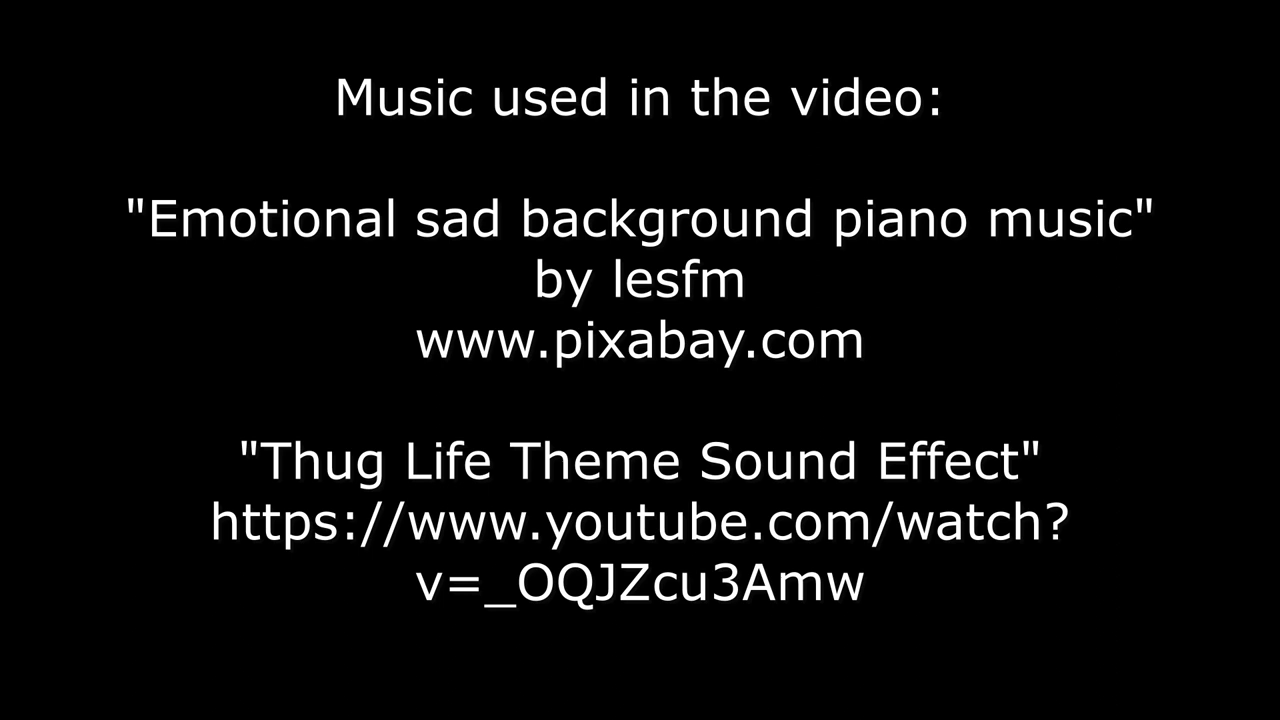 Music used in the video:
"Emotional sad background piano music"
by lesfm
www.pixabay.com
"Thug Life Theme Sound Effect"
https://www.youtube.com/watch?
v=_OQJZcu3Amw